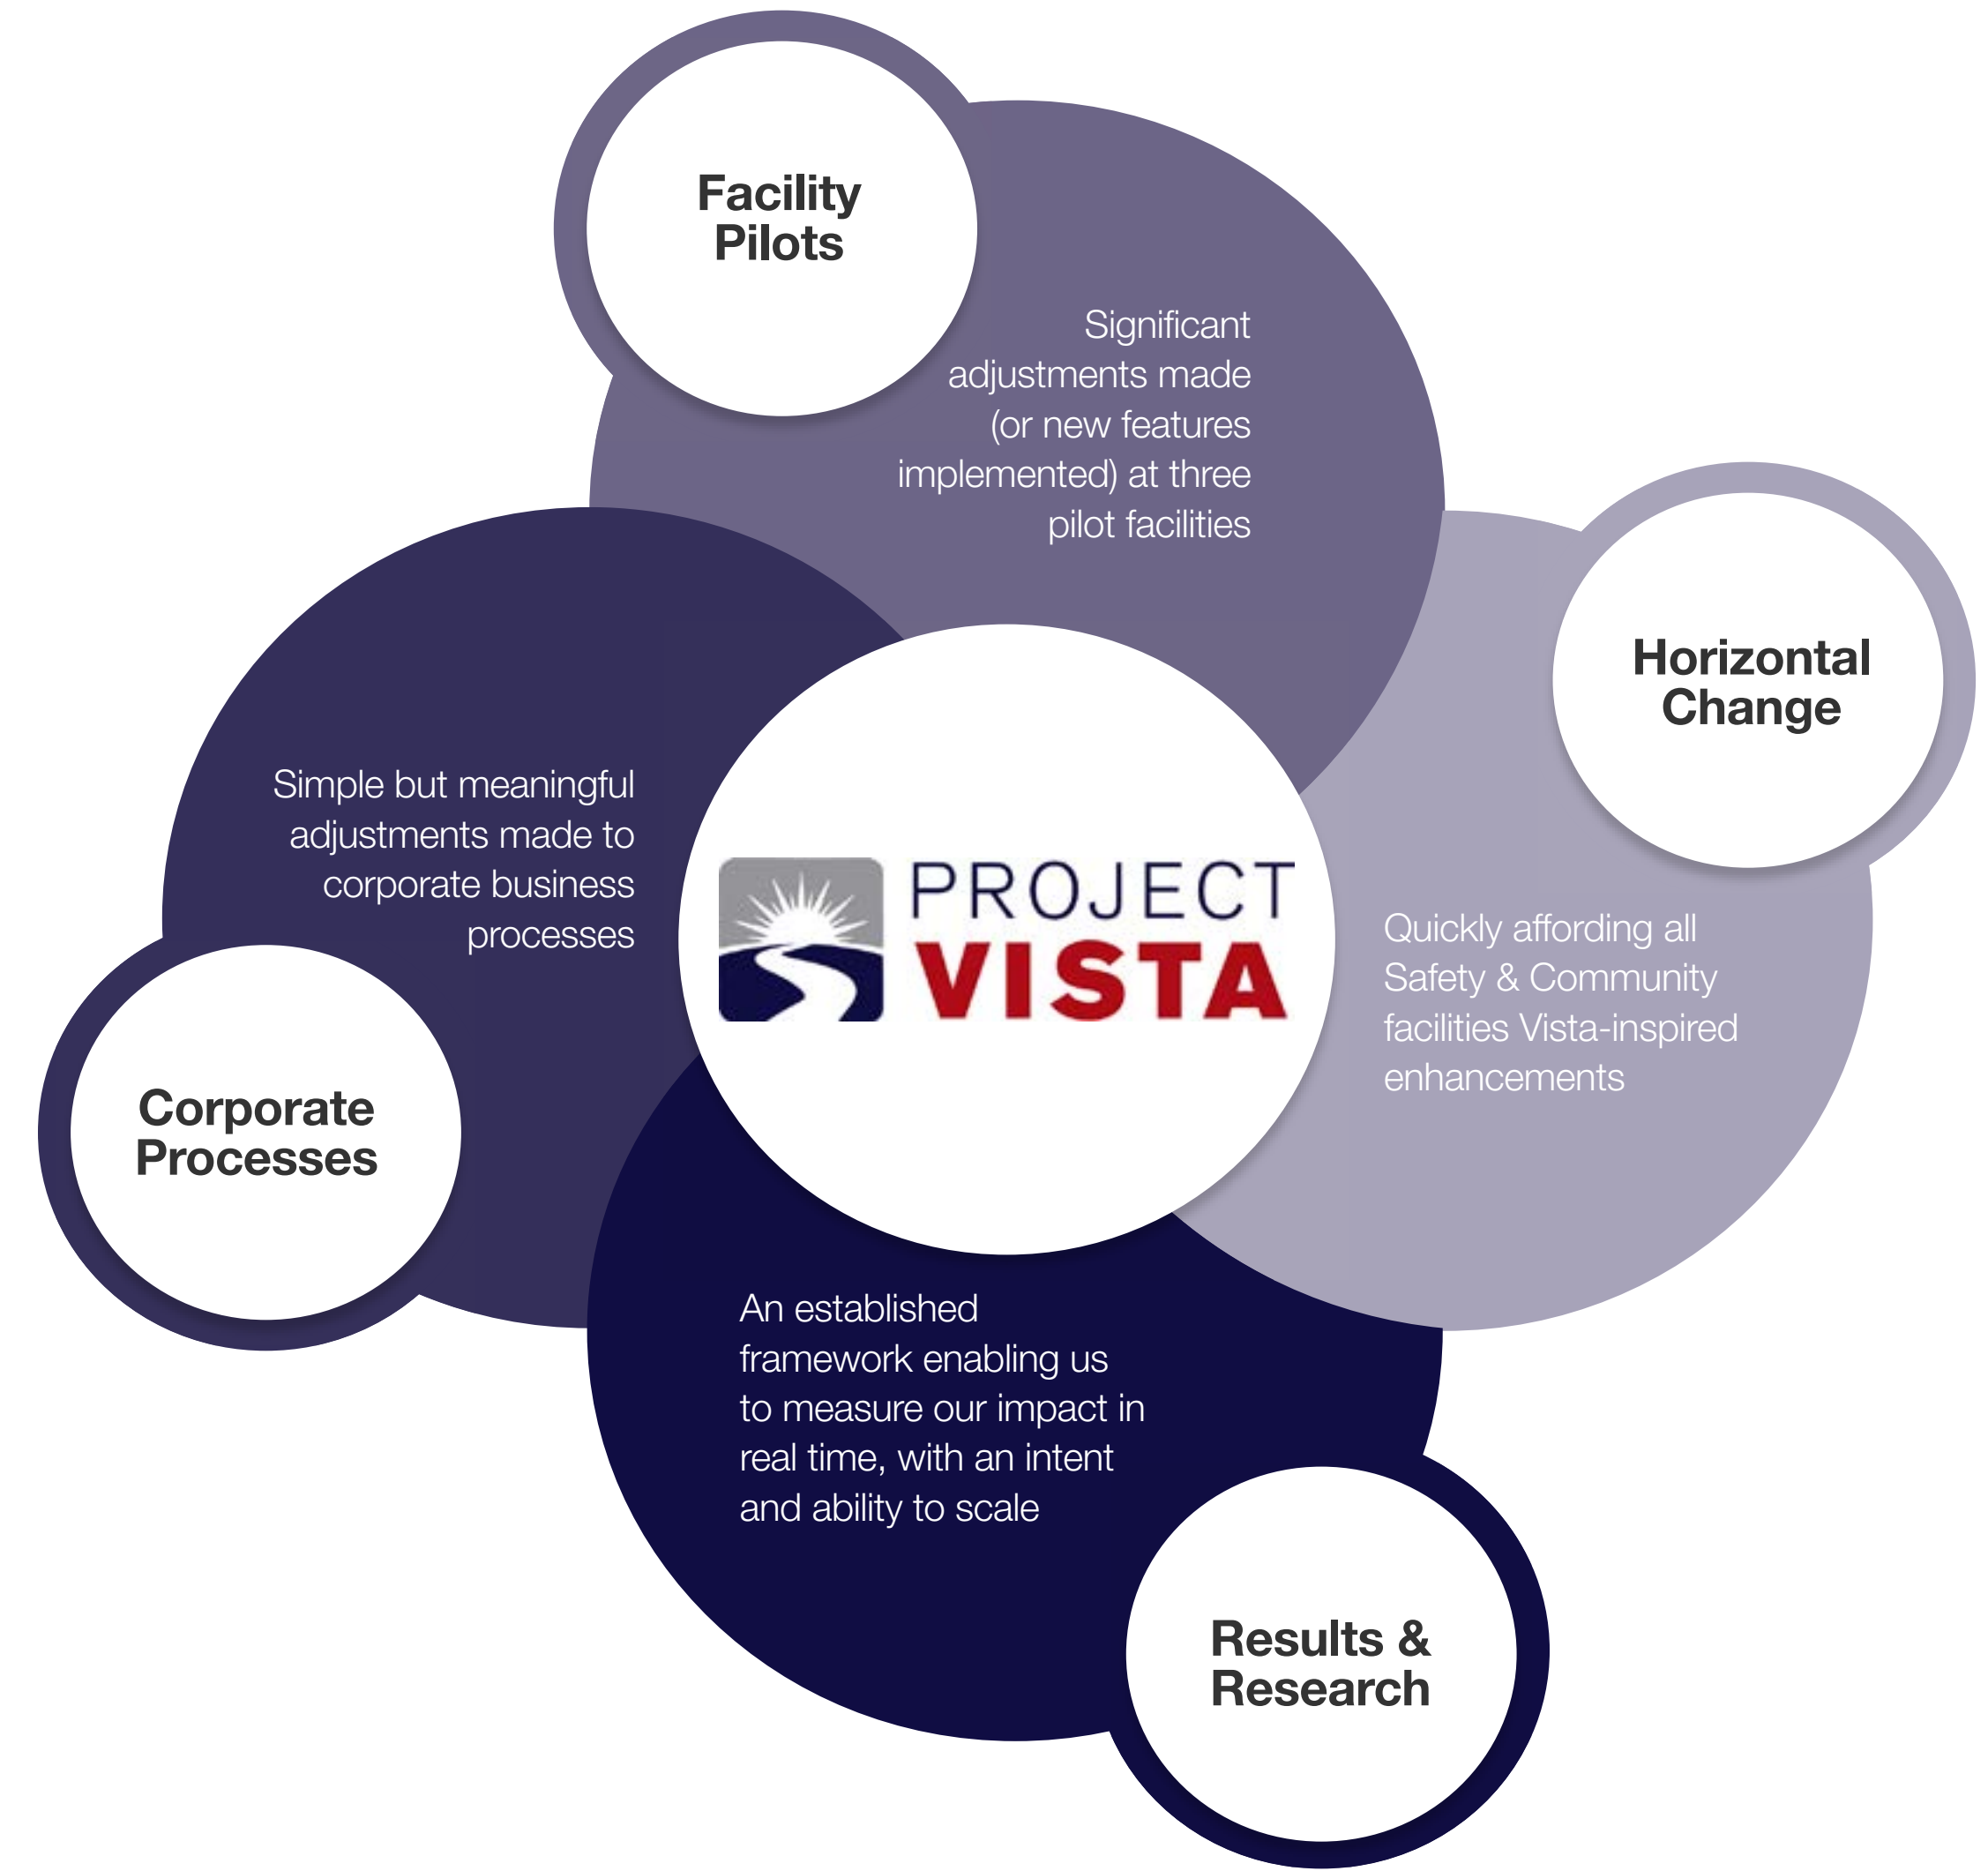 Facility
Pilots
Significant
adjustments made
(or new features
implemented) at three
pilot facilities
Horizontal
Change
Quickly affording all
Safety & Community
facilities Vista-inspired
enhancements
Simple but meaningful
adjustments made to
corporate business
processes
Corporate
Processes
PROJECT
VISTA
An established
framework enabling us
to measure our impact in
real time, with an intent
and ability to scale
Results &
Research